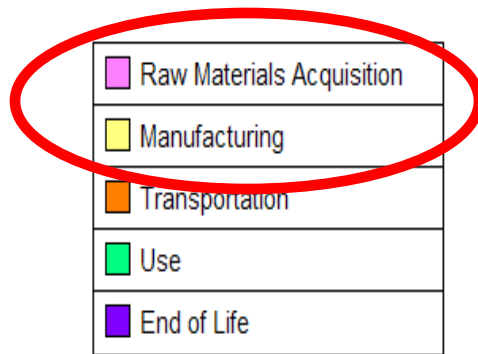 Raw Materials Acquisition
Manufacturing
Transportation
Use
End of Life